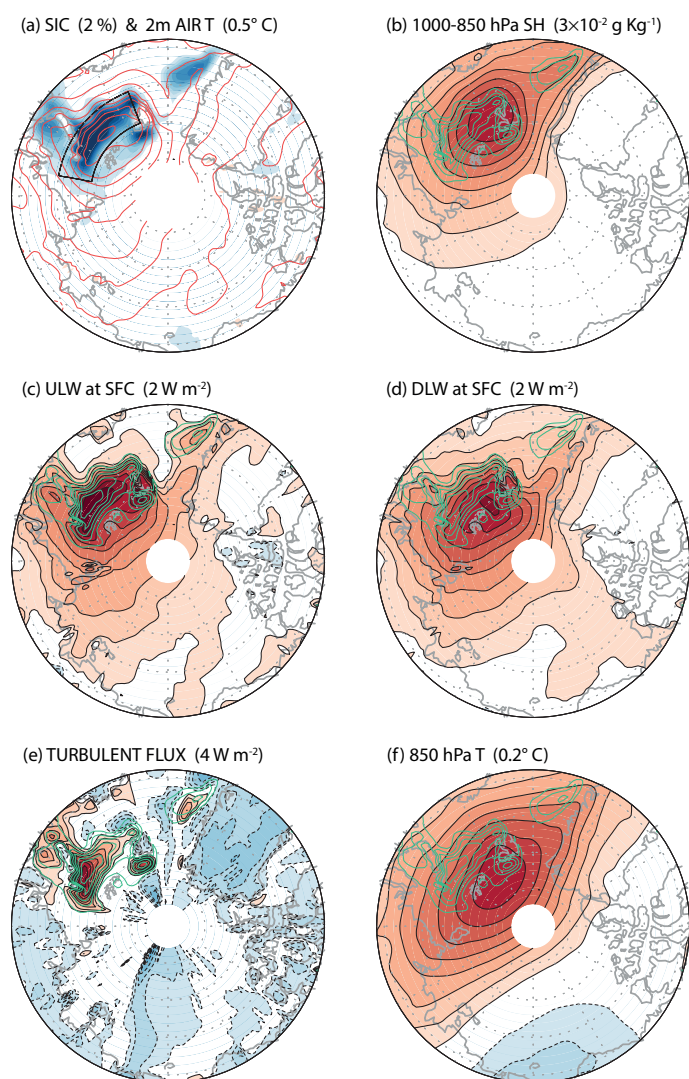 (a) SIC (2 %) & 2m AIR T (0.5° C)
(b) 1000-850 hPa SH (3×10⁻² g Kg⁻¹)
(c) ULW at SFC (2 W m⁻²)
(d) DLW at SFC (2 W m⁻²)
(e) TURBULENT FLUX (4 W m⁻²)
(f) 850 hPa T (0.2° C)